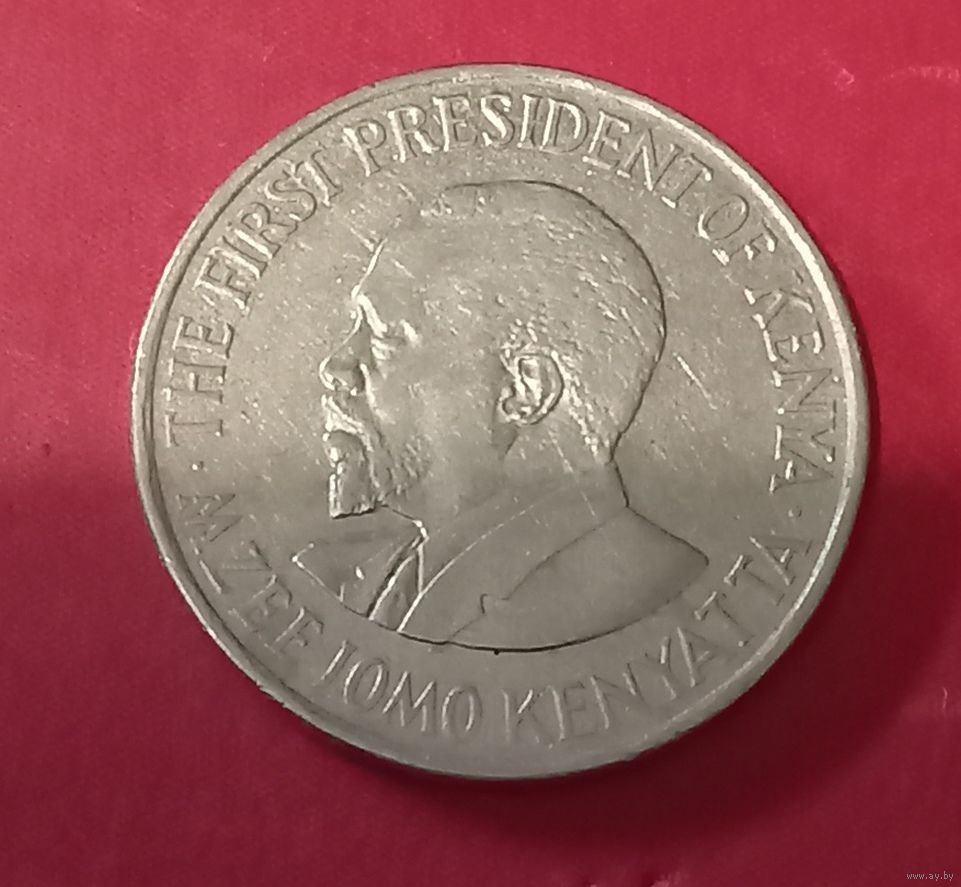 · THE FIRST PRESIDENT OF KENYA ·
MZEE JOMO KENYATTA
www.ay.by